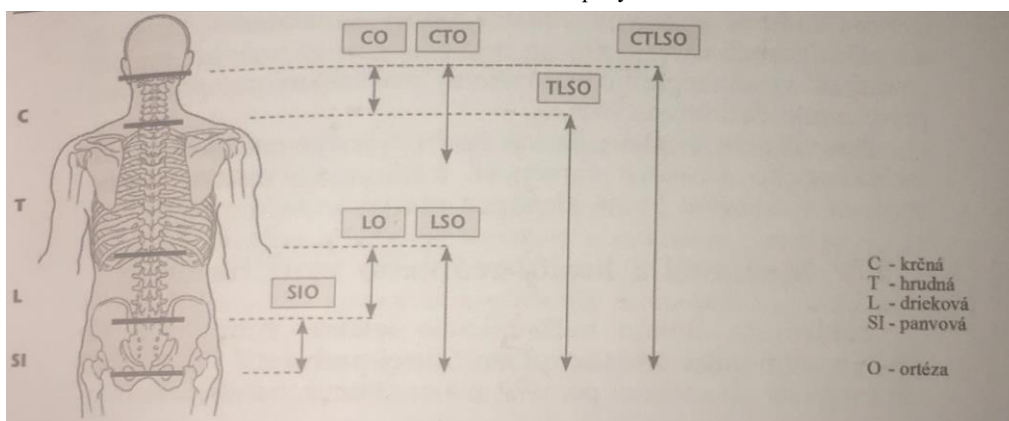 CO CTO CTLSO
TLSO
C
T
LO LSO
SIO
L
SI
C - krčná
T - hrudná
L - drieková
SI - panvová
O - ortéza